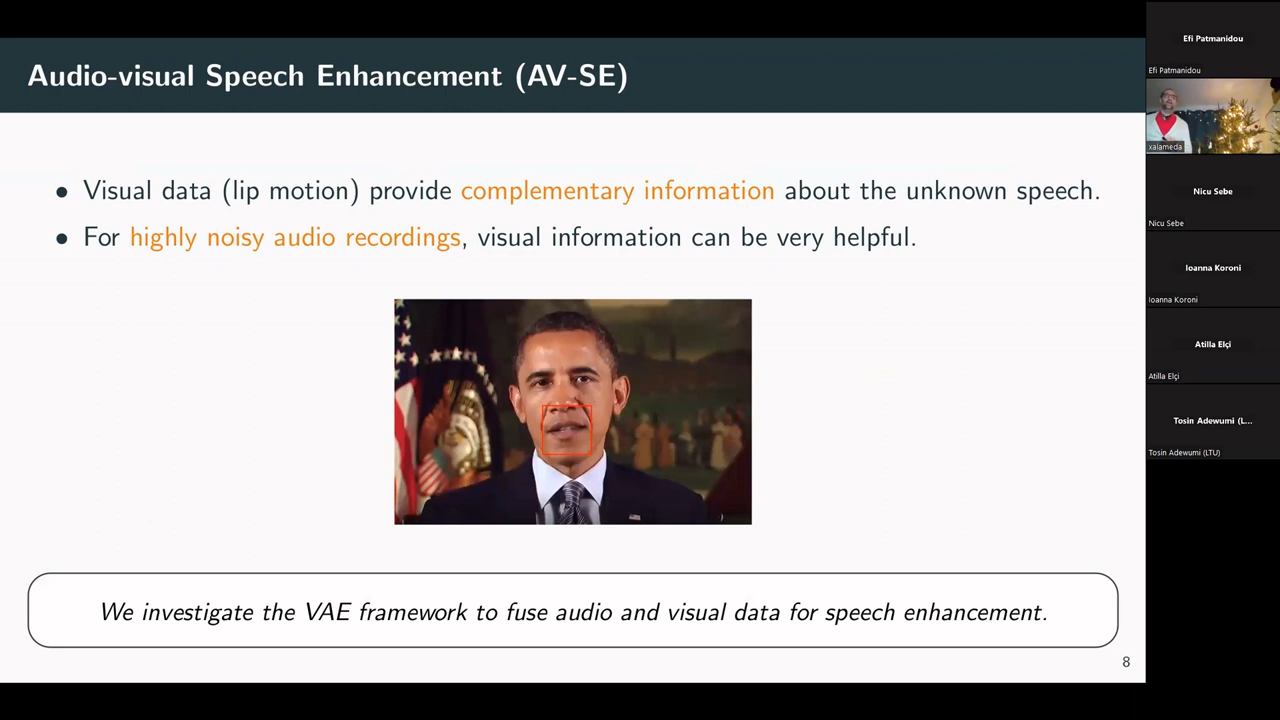 Audio-visual Speech Enhancement (AV-SE)
• Visual data (lip motion) provide complementary information about the unknown speech.
• For highly noisy audio recordings, visual information can be very helpful.
We investigate the VAE framework to fuse audio and visual data for speech enhancement.
8
Efi Patmanidou
Efi Patmanidou
xalameda
Nicu Sebe
Nicu Sebe
Ioanna Koroni
Ioanna Koroni
Atilla Elçi
Atilla Elçi
Tosin Adewumi (L...
Tosin Adewumi (LTU)